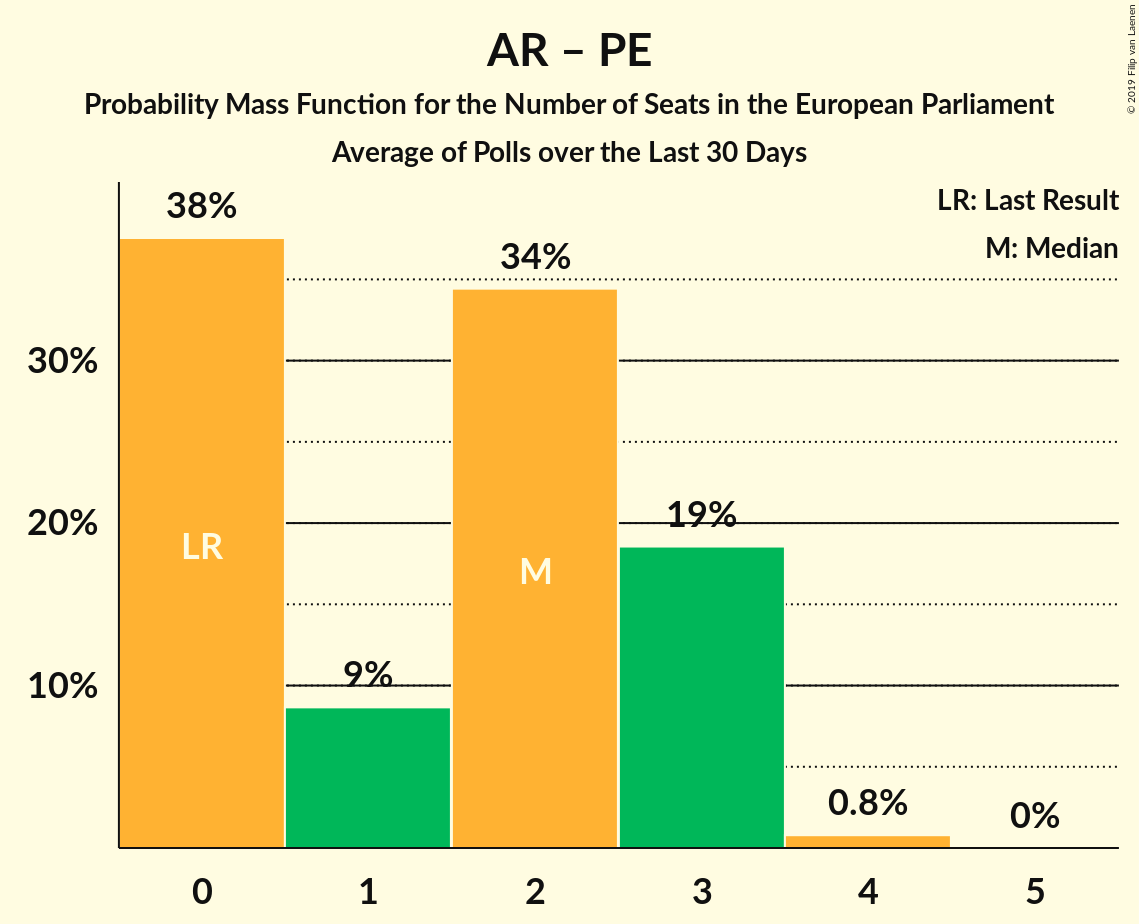 AR – PE
Probability Mass Function for the Number of Seats in the European Parliament
Average of Polls over the Last 30 Days
© 2019 Filip van Laenen
LR: Last Result
M: Median
38%
34%
30%
20%
19%
LR
M
10%
9%
0.8%
0%
0 1 2 3 4 5